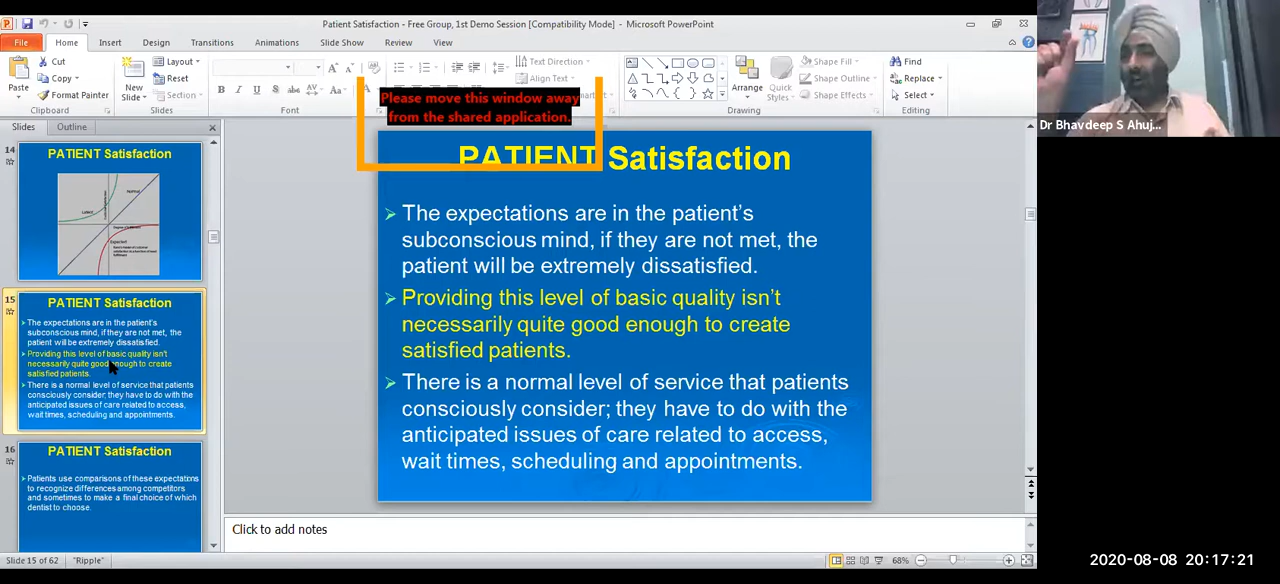 Patient Satisfaction - Free Group, 1st Demo Session [Compatibility Mode] - Microsoft PowerPoint
File Home Insert Design Transitions Animations Slide Show Review View
Paste
Cut
Copy
Format Painter
Clipboard
New Slide
Layout
Reset
Slides
B I U S
Aa
A
Font
Text Direction
Align Text
Arrange
Quick Styles
Shape Fill
Shape Outline
Shape Effects
Drawing
Find
Replace
Select
Editing
Please move this window away
from the shared application.
Dr Bhavdeep S Ahuj...
Slides Outline
14
PATIENT Satisfaction
Normal
Latent
Expected
15
PATIENT Satisfaction
The expectations are in the patient's
subconscious mind, if they are not met, the
patient will be extremely dissatisfied.
Providing this level of basic quality isn't
necessarily quite good enough to create
satisfied patients.
There is a normal level of service that patients
consciously consider; they have to do with the
anticipated issues of care related to access,
wait times, scheduling and appointments.
16
PATIENT Satisfaction
Patients use comparisons of these expectations
to recognize differences among competitors
and sometimes to make a final choice of which
dentist to choose.
PATIENT Satisfaction
The expectations are in the patient's
subconscious mind, if they are not met, the
patient will be extremely dissatisfied.
Providing this level of basic quality isn't
necessarily quite good enough to create
satisfied patients.
There is a normal level of service that patients
consciously consider; they have to do with the
anticipated issues of care related to access,
wait times, scheduling and appointments.
Click to add notes
Slide 15 of 62 "Ripple"
68%
2020-08-08 20:17:21